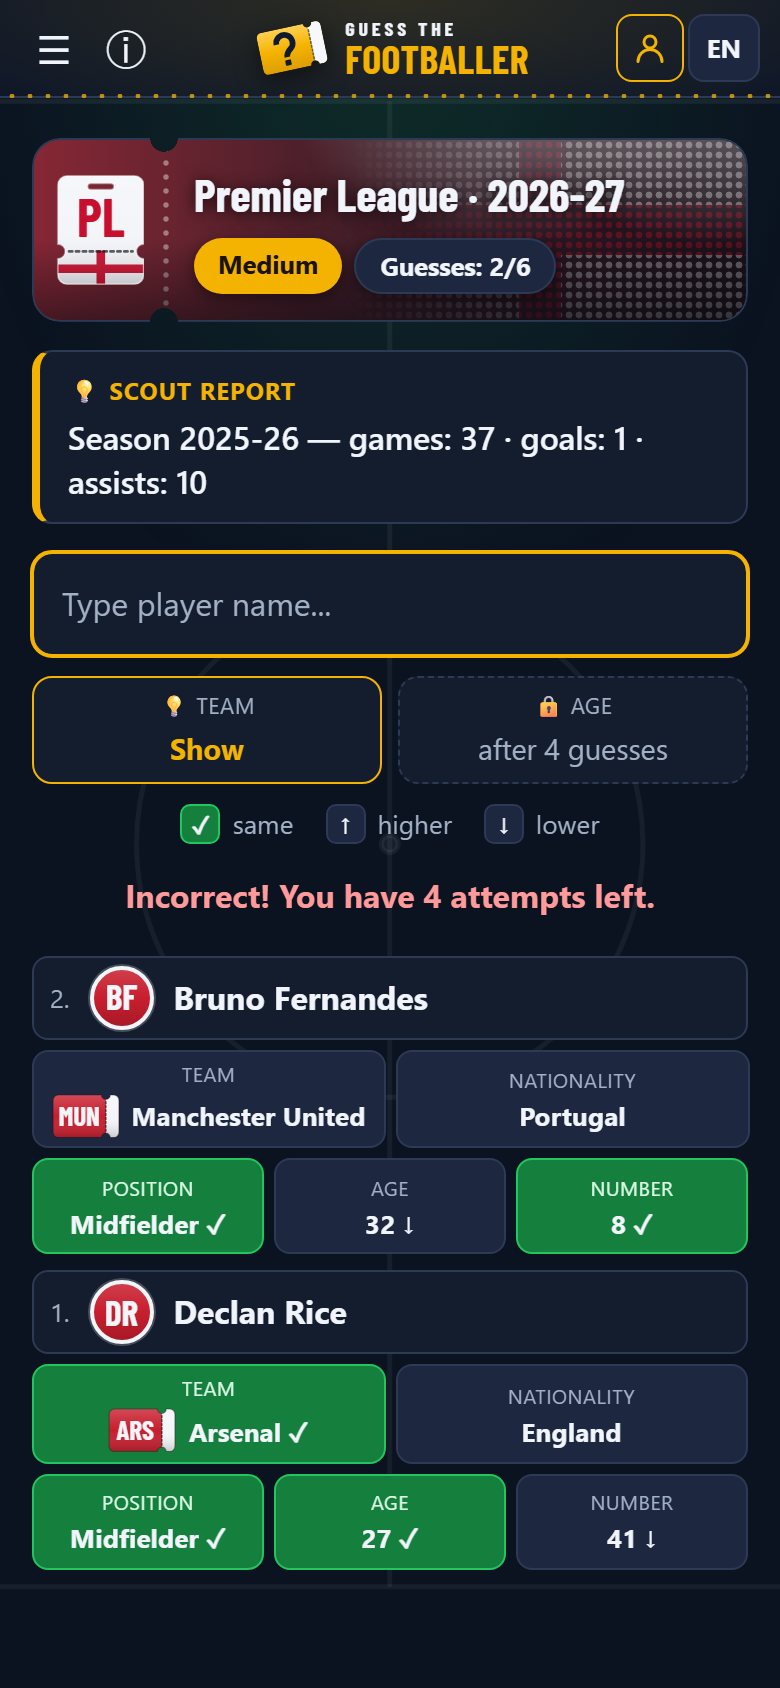 GUESS THE
FOOTBALLER
EN
PL
Premier League · 2026-27
Medium
Guesses: 2/6
SCOUT REPORT
Season 2025-26 — games: 37 · goals: 1 ·
assists: 10
Type player name...
TEAM
Show
AGE
after 4 guesses
✓ same ↑ higher ↓ lower
Incorrect! You have 4 attempts left.
2. BF Bruno Fernandes
TEAM
MUN Manchester United
NATIONALITY
Portugal
POSITION
Midfielder ✓
AGE
32 ↓
NUMBER
8 ✓
1. DR Declan Rice
TEAM
ARS Arsenal ✓
NATIONALITY
England
POSITION
Midfielder ✓
AGE
27 ✓
NUMBER
41 ↓